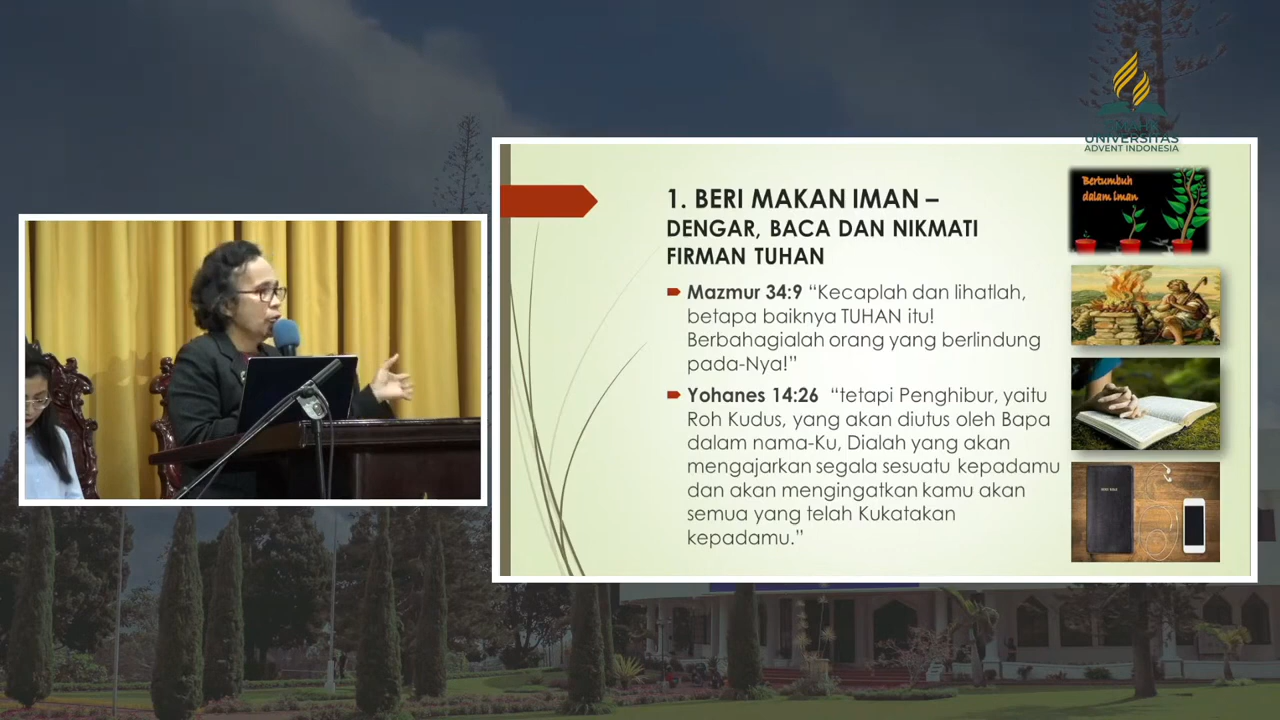 UNIVERSITAS
ADVENT INDONESIA
1. BERI MAKAN IMAN –
DENGAR, BACA DAN NIKMATI
FIRMAN TUHAN
Mazmur 34:9 “Kecaplah dan lihatlah,
betapa baiknya TUHAN itu!
Berbahagialah orang yang berlindung
pada-Nya!”
Yohanes 14:26 “tetapi Penghibur, yaitu
Roh Kudus, yang akan diutus oleh Bapa
dalam nama-Ku, Dialah yang akan
mengajarkan segala sesuatu kepadamu
dan akan mengingatkan kamu akan
semua yang telah Kukatakan
kepadamu.”
Bertumbuh
dalam iman
HOLY BIBLE